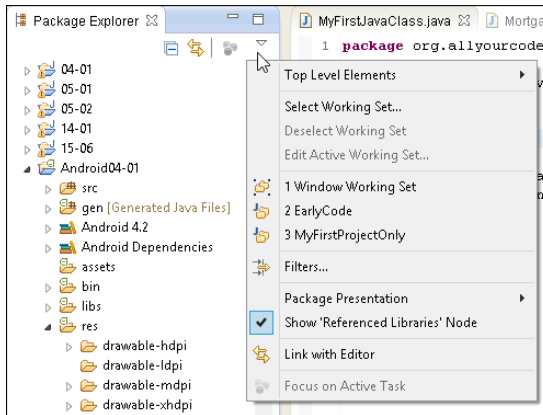 Package Explorer
MyFirstJavaClass.java
Mortga
1 package org.allyourcode
04-01
05-01
05-02
14-01
15-06
Android04-01
src
gen [Generated Java Files]
Android 4.2
Android Dependencies
assets
bin
libs
res
drawable-hdpi
drawable-ldpi
drawable-mdpi
drawable-xhdpi
Top Level Elements
Select Working Set...
Deselect Working Set
Edit Active Working Set...
1 Window Working Set
2 EarlyCode
3 MyFirstProjectOnly
Filters...
Package Presentation
Show 'Referenced Libraries' Node
Link with Editor
Focus on Active Task